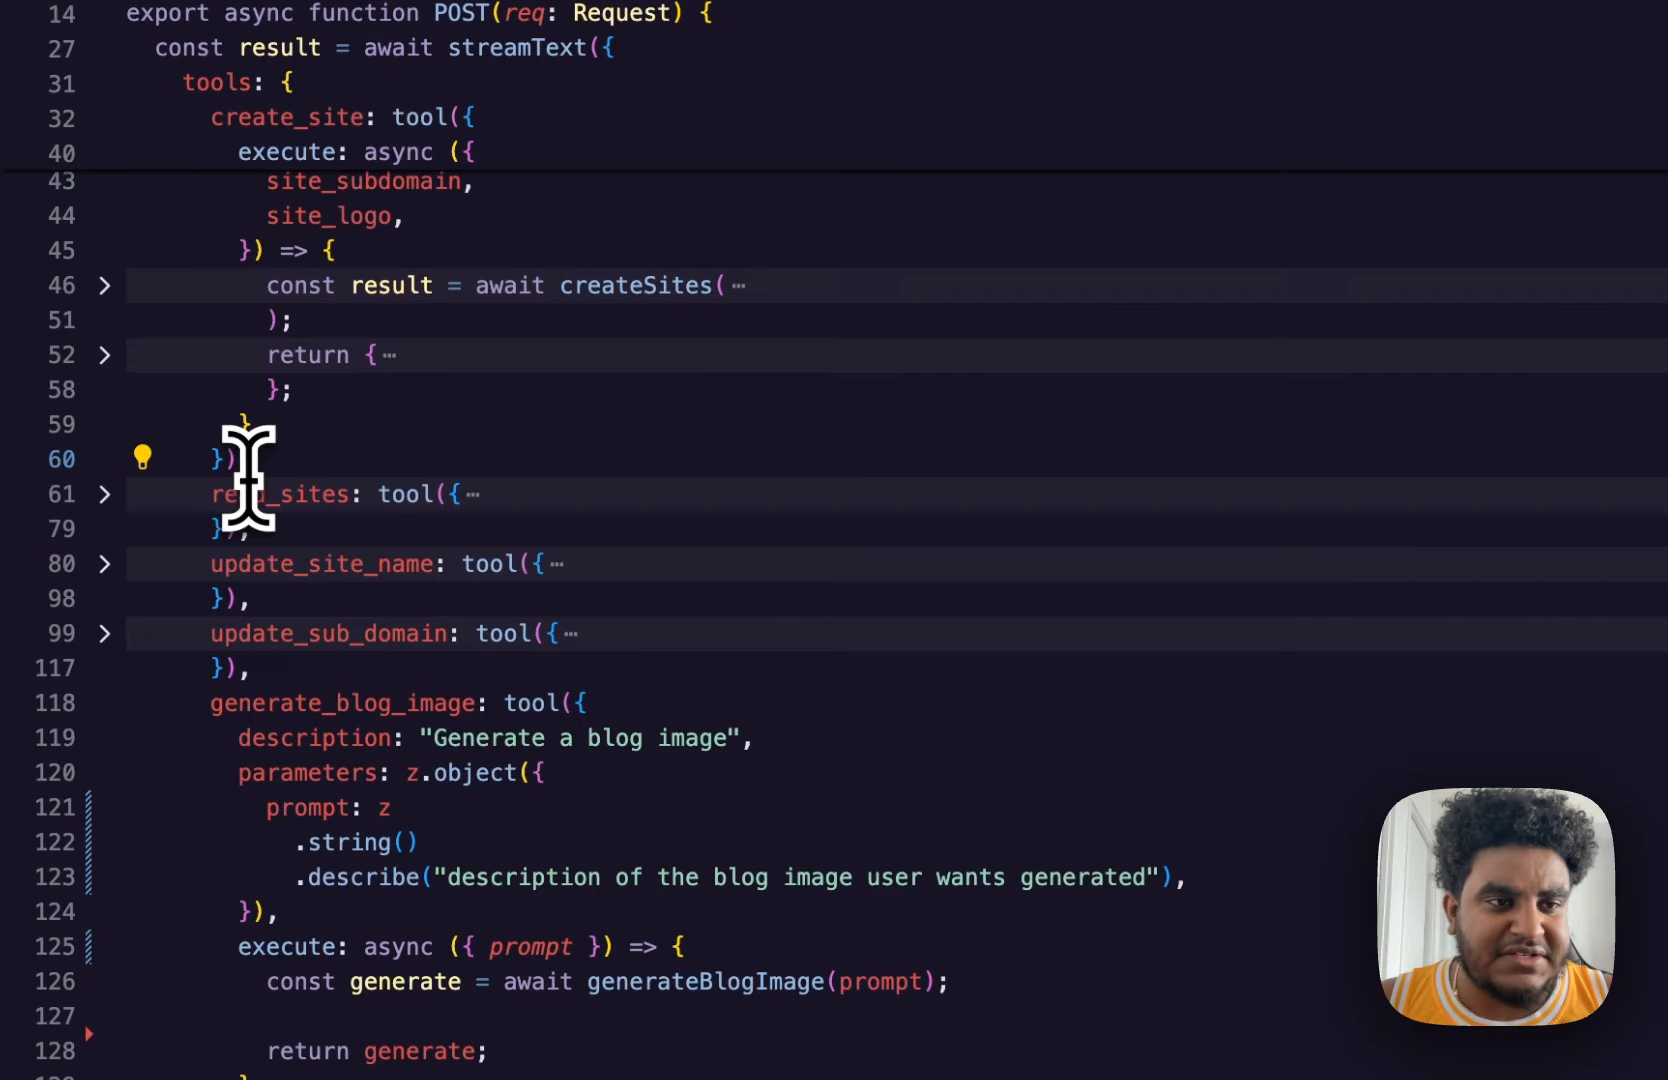 14 export async function POST(req: Request) {
27 const result = await streamText({
31 tools: {
32 create_site: tool({
40 execute: async ({
43 site_subdomain,
44 site_logo,
45 }) => {
46 const result = await createSites( ⋯
51 );
52 return { ⋯
58 };
59 }
60 })
61 read_sites: tool({ ⋯
79 }),
80 update_site_name: tool({ ⋯
98 }),
99 update_sub_domain: tool({ ⋯
117 }),
118 generate_blog_image: tool({
119 description: "Generate a blog image",
120 parameters: z.object({
121 prompt: z
122 .string()
123 .describe("description of the blog image user wants generated"),
124 }),
125 execute: async ({ prompt }) => {
126 const generate = await generateBlogImage(prompt);
127
128 return generate;